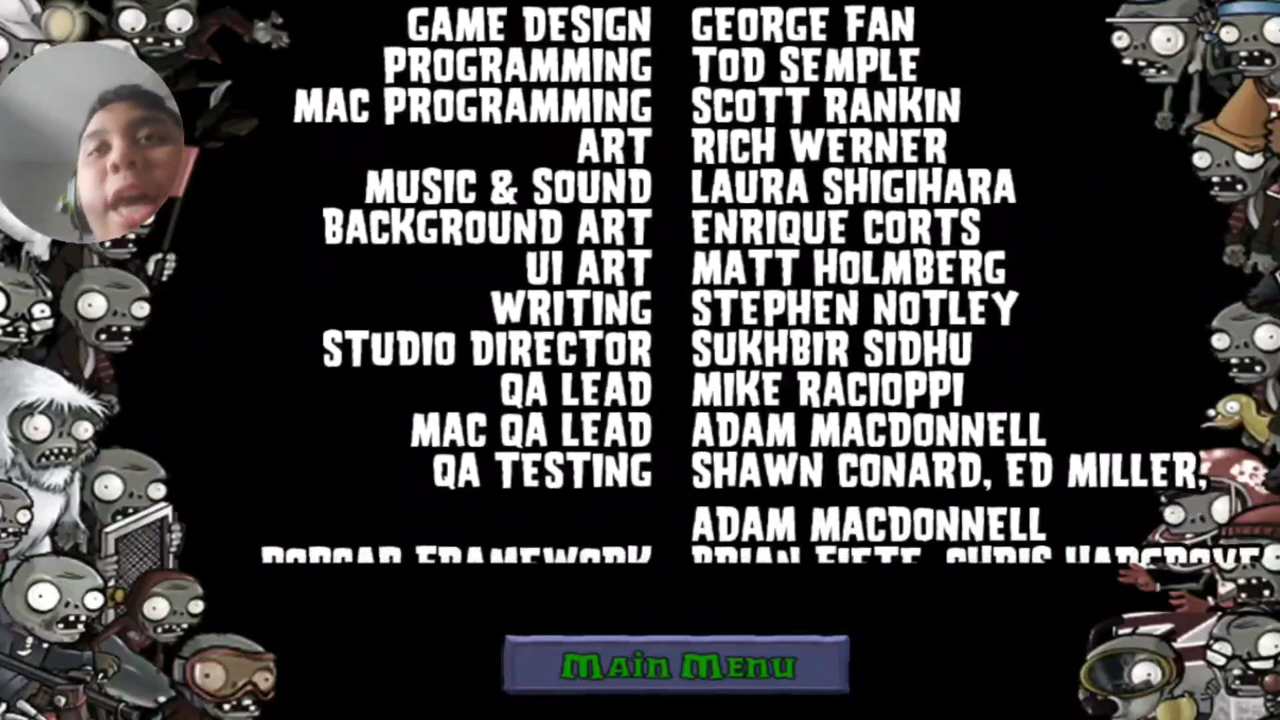 GAME DESIGN GEORGE FAN
PROGRAMMING TOD SEMPLE
MAC PROGRAMMING SCOTT RANKIN
ART RICH WERNER
MUSIC & SOUND LAURA SHIGIHARA
BACKGROUND ART ENRIQUE CORTS
UI ART MATT HOLMBERG
WRITING STEPHEN NOTLEY
STUDIO DIRECTOR SUKHBIR SIDHU
QA LEAD MIKE RACIOPPI
MAC QA LEAD ADAM MACDONNELL
QA TESTING SHAWN CONARD, ED MILLER,
ADAM MACDONNELL
Main Menu